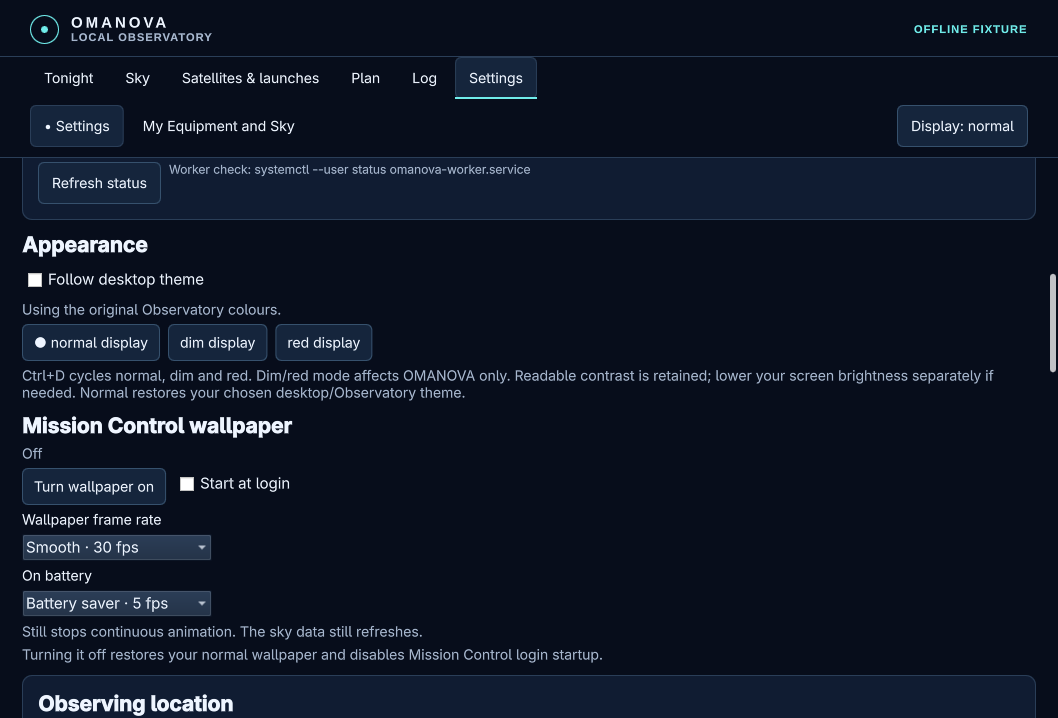 OMANOVA
LOCAL OBSERVATORY
OFFLINE FIXTURE
Tonight Sky Satellites & launches Plan Log Settings
• Settings My Equipment and Sky Display: normal
Refresh status Worker check: systemctl --user status omanova-worker.service
Appearance
Follow desktop theme
Using the original Observatory colours.
● normal display dim display red display
Ctrl+D cycles normal, dim and red. Dim/red mode affects OMANOVA only. Readable contrast is retained; lower your screen brightness separately if
needed. Normal restores your chosen desktop/Observatory theme.
Mission Control wallpaper
Off
Turn wallpaper on Start at login
Wallpaper frame rate
Smooth · 30 fps
On battery
Battery saver · 5 fps
Still stops continuous animation. The sky data still refreshes.
Turning it off restores your normal wallpaper and disables Mission Control login startup.
Observing location